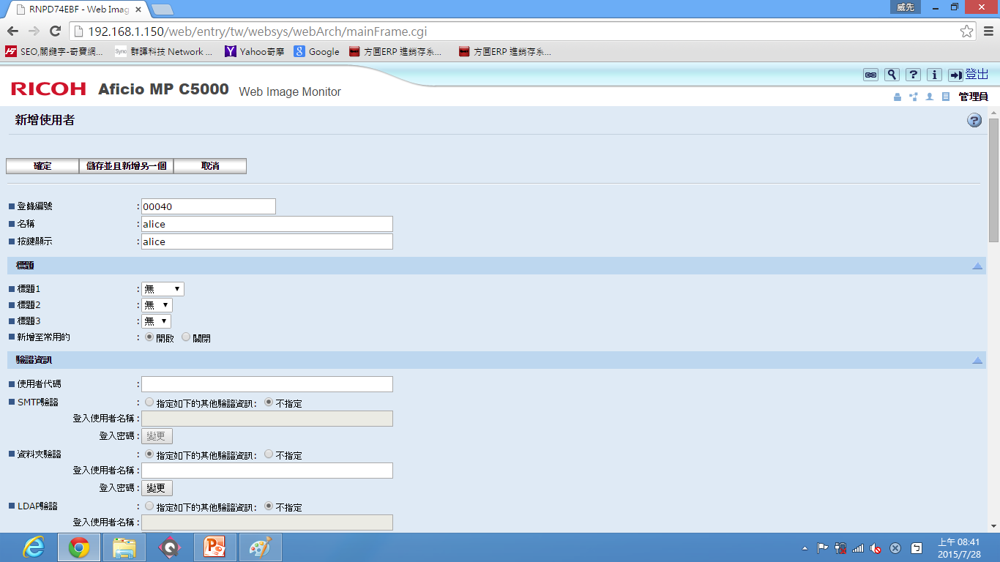 RNPD74EBF - Web Imag
威先
192.168.1.150/web/entry/tw/websys/webArch/mainFrame.cgi
SEO,關鍵字-奇寶網... Syno 群暉科技 Network ... Yahoo奇摩 Google 方圓ERP 進銷存系... 方圓ERP 進銷存系...
登出
RICOH Aficio MP C5000 Web Image Monitor
管理員
新增使用者
確定 儲存並且新增另一個 取消
登錄編號 : 00040
名稱 : alice
按鍵顯示 : alice
標題
標題1 : 無
標題2 : 無
標題3 : 無
新增至常用的 : 開啟 關閉
驗證資訊
使用者代碼 :
SMTP驗證 : 指定如下的其他驗證資訊: 不指定
登入使用者名稱 :
登入密碼 : 變更
資料夾驗證 : 指定如下的其他驗證資訊: 不指定
登入使用者名稱 :
登入密碼 : 變更
LDAP驗證 : 指定如下的其他驗證資訊: 不指定
登入使用者名稱 :
上午 08:41
2015/7/28